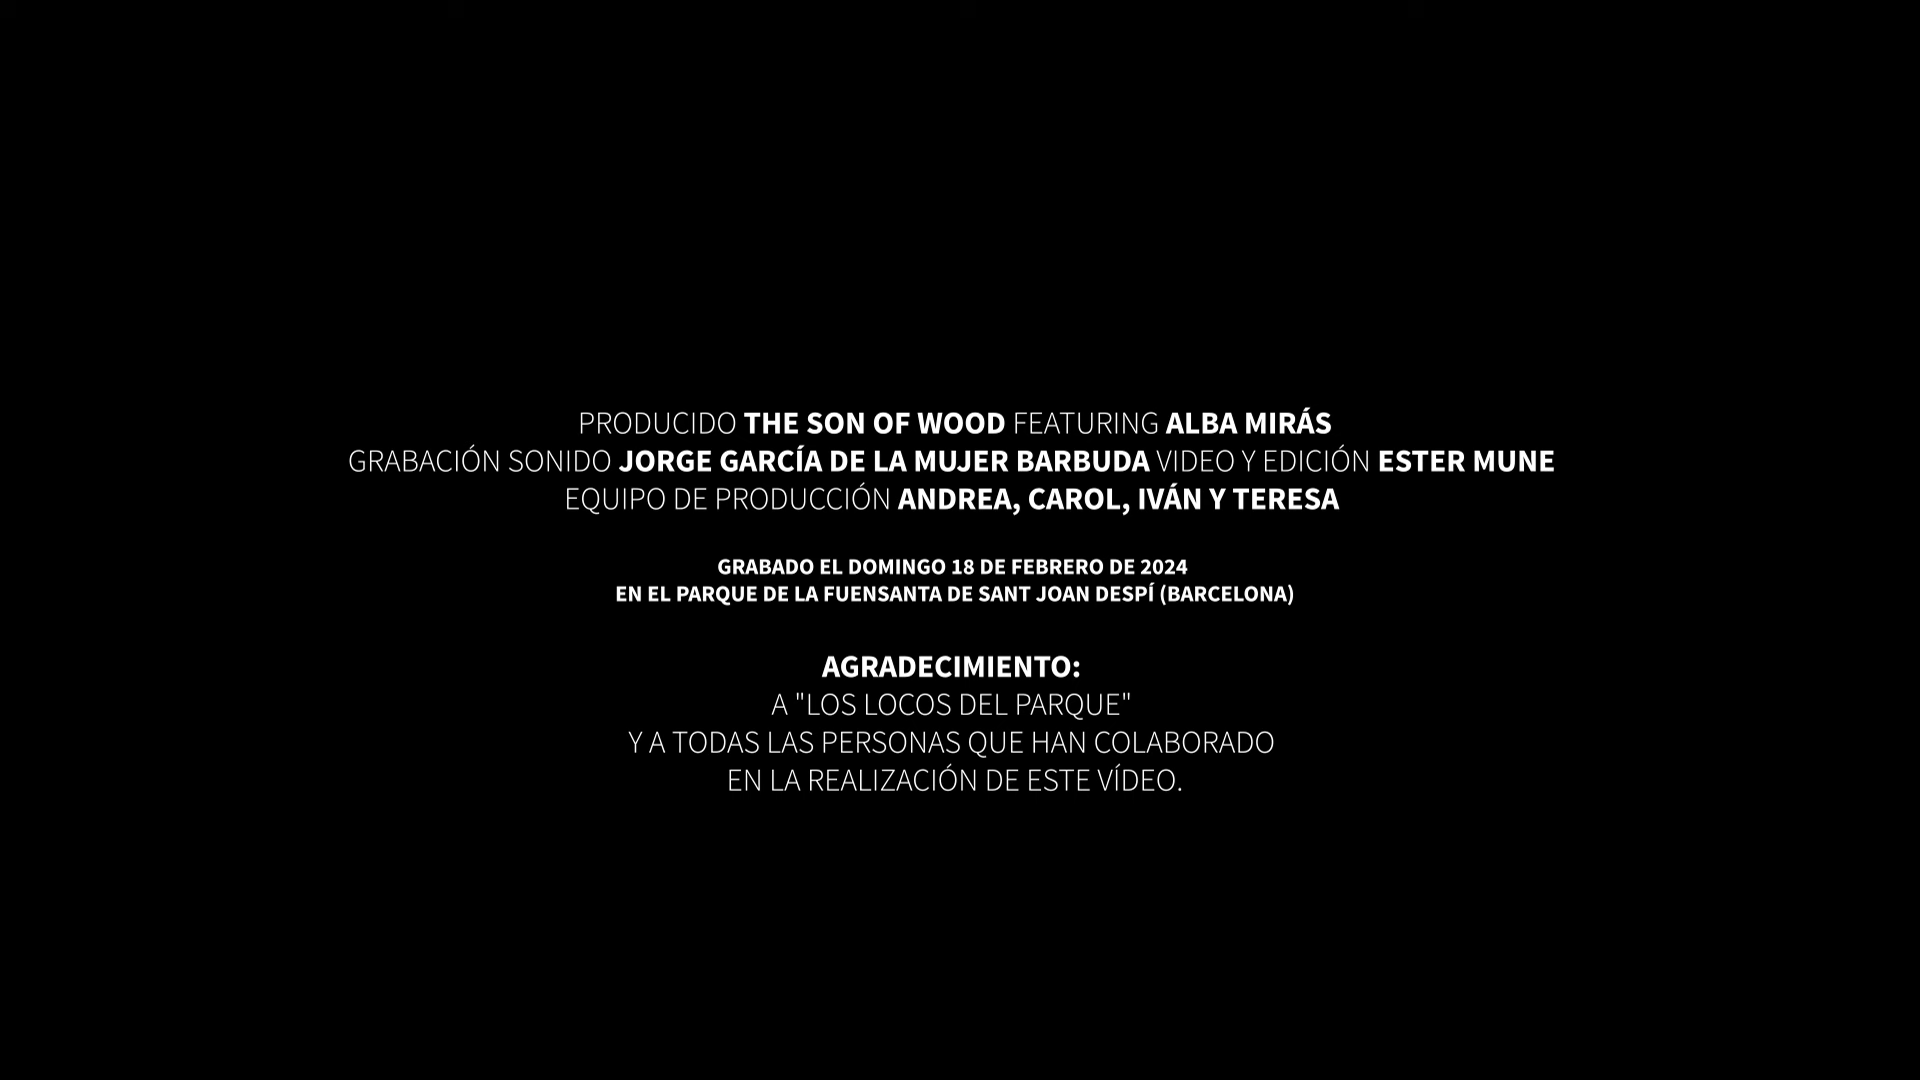 PRODUCIDO THE SON OF WOOD FEATURING ALBA MIRÁS
GRABACIÓN SONIDO JORGE GARCÍA DE LA MUJER BARBUDA VIDEO Y EDICIÓN ESTER MUNE
EQUIPO DE PRODUCCIÓN ANDREA, CAROL, IVÁN Y TERESA
GRABADO EL DOMINGO 18 DE FEBRERO DE 2024
EN EL PARQUE DE LA FUENSANTA DE SANT JOAN DESPÍ (BARCELONA)
AGRADECIMIENTO:
A "LOS LOCOS DEL PARQUE"
Y A TODAS LAS PERSONAS QUE HAN COLABORADO
EN LA REALIZACIÓN DE ESTE VÍDEO.